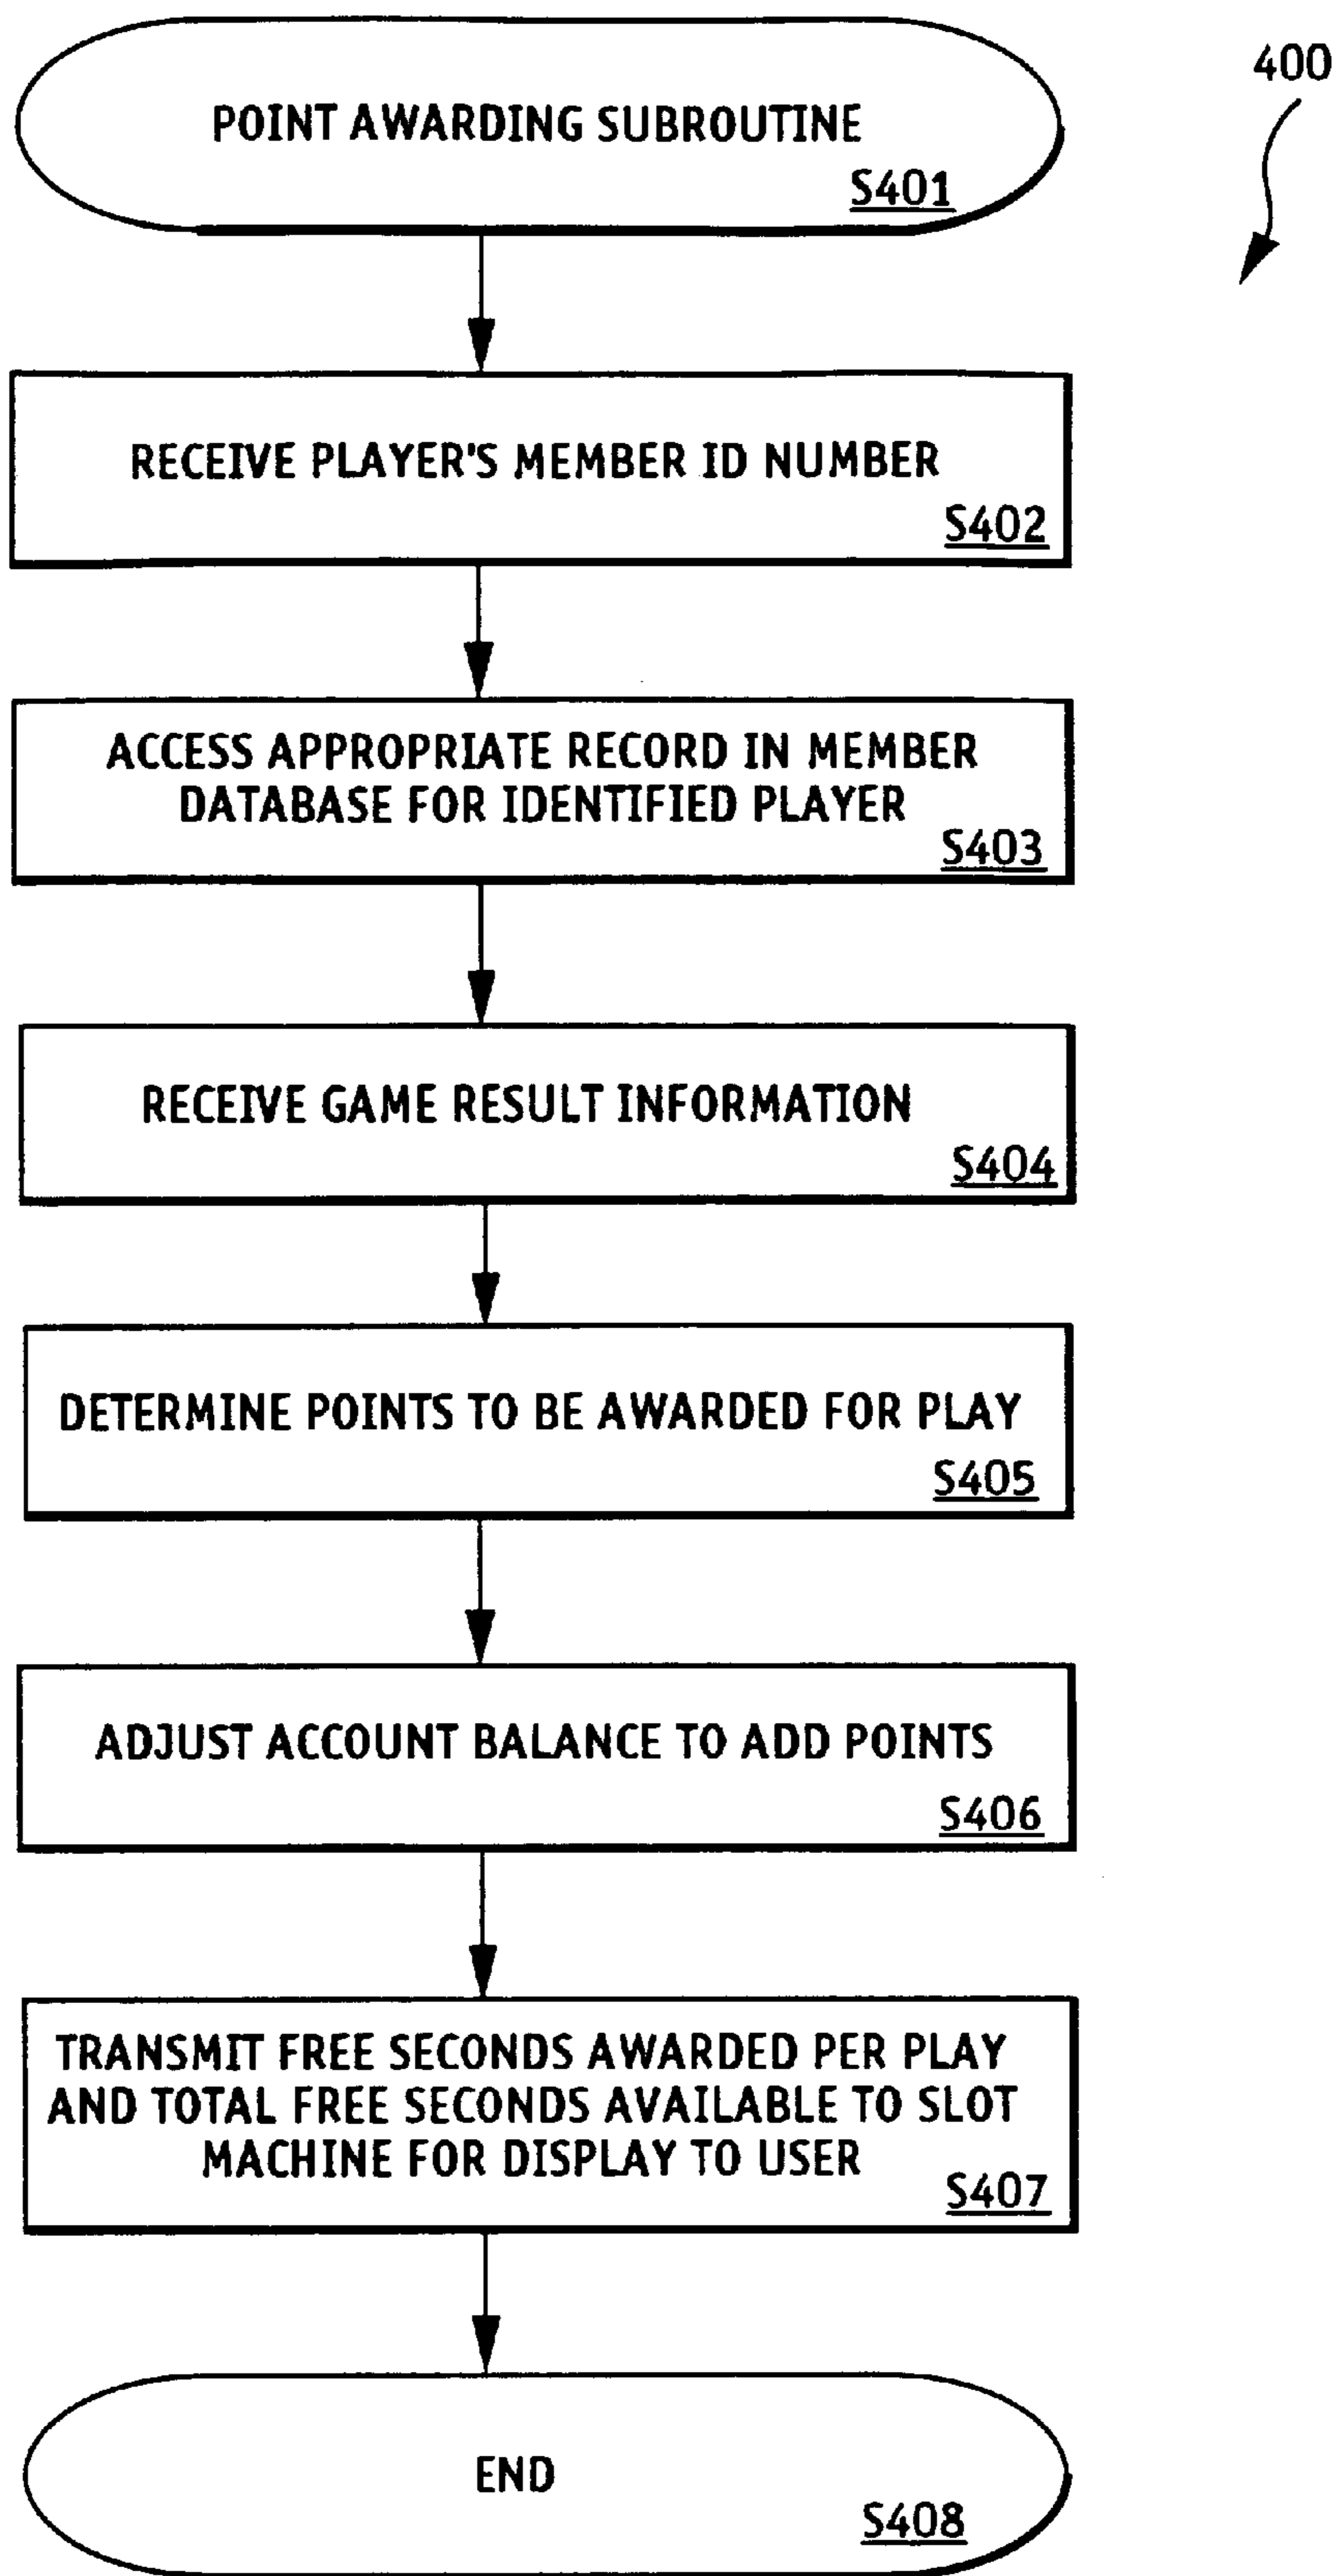 400
POINT AWARDING SUBROUTINE
S401
RECEIVE PLAYER'S MEMBER ID NUMBER
S402
ACCESS APPROPRIATE RECORD IN MEMBER
DATABASE FOR IDENTIFIED PLAYER
S403
RECEIVE GAME RESULT INFORMATION
S404
DETERMINE POINTS TO BE AWARDED FOR PLAY
S405
ADJUST ACCOUNT BALANCE TO ADD POINTS
S406
TRANSMIT FREE SECONDS AWARDED PER PLAY
AND TOTAL FREE SECONDS AVAILABLE TO SLOT
MACHINE FOR DISPLAY TO USER
S407
END
S408